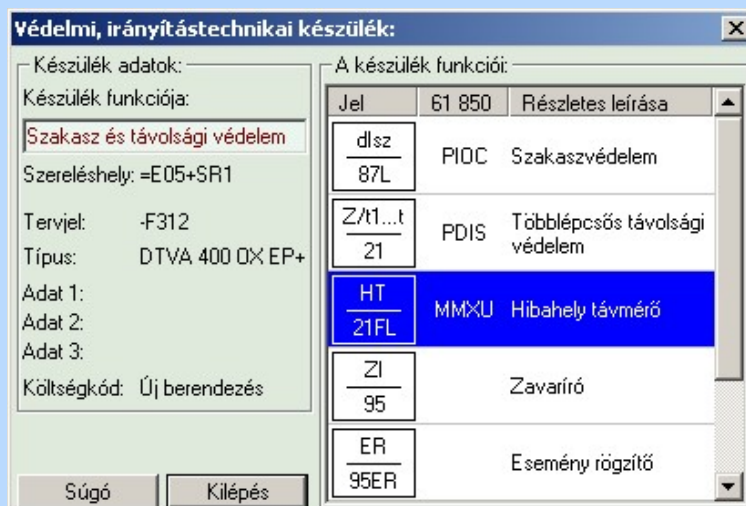 Védelmi, irányítástechnikai készülék:
Készülék adatok:
Készülék funkciója:
Szakasz és távolsági védelem
Szereléshely: =E05+SR1
Tervjel: -F312
Típus: DTVA 400 OX EP+
Adat 1:
Adat 2:
Adat 3:
Költségkód: Új berendezés
Súgó
Kilépés
A készülék funkciói:
Jel 61 850 Részletes leírása
dIsz
87L
PIOC Szakaszvédelem
Z/t1...t
21
PDIS Többlépcsős távolsági
védelem
HT
21FL
MMXU Hibahely távmérő
ZI
95
Zavaríró
ER
95ER
Esemény rögzítő